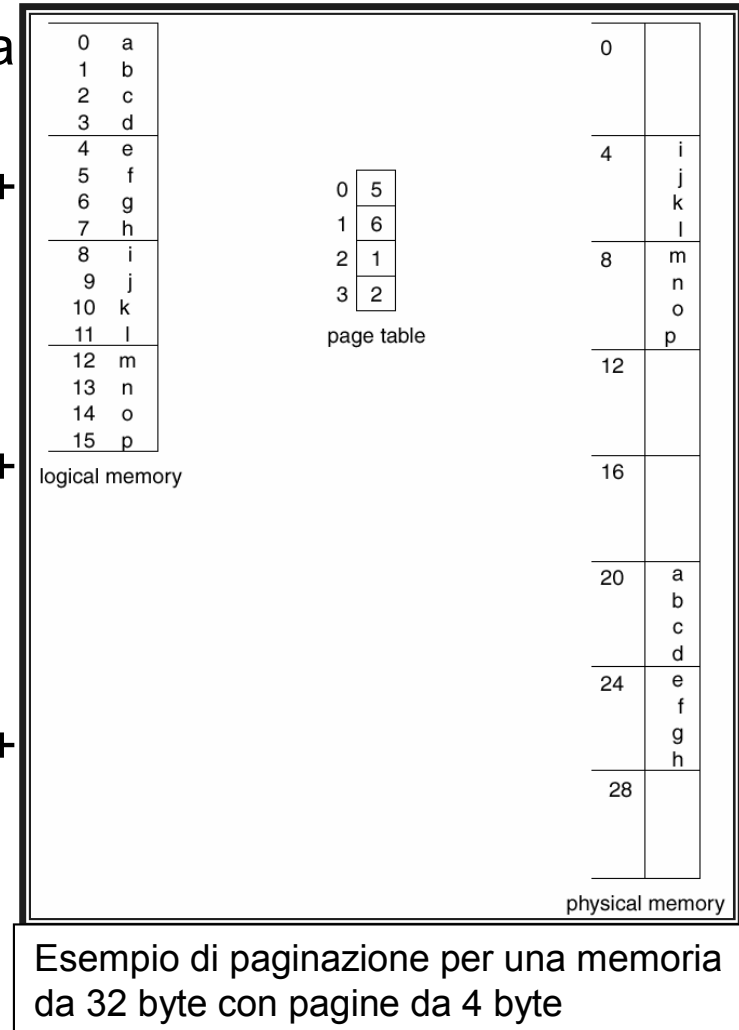 a
+
+
+
0 a
1 b
2 c
3 d
4 e
5 f
6 g
7 h
8 i
9 j
10 k
11 l
12 m
13 n
14 o
15 p
logical memory
0 5
1 6
2 1
3 2
page table
0
4 i
j
k
l
8 m
n
o
p
12
16
20 a
b
c
d
24 e
f
g
h
28
physical memory
Esempio di paginazione per una memoria
da 32 byte con pagine da 4 byte